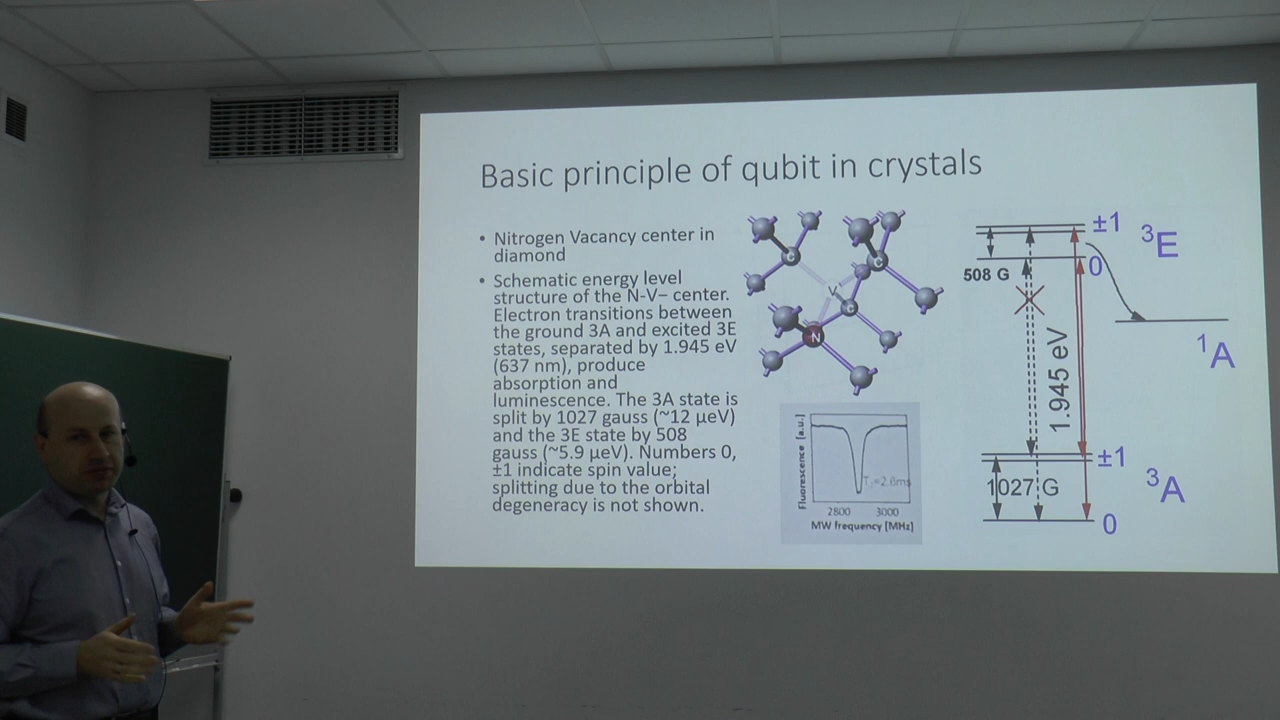 Basic principle of qubit in crystals
• Nitrogen Vacancy center in
diamond
• Schematic energy level
structure of the N-V– center.
Electron transitions between
the ground 3A and excited 3E
states, separated by 1.945 eV
(637 nm), produce
absorption and
luminescence. The 3A state is
split by 1027 gauss (~12 µeV)
and the 3E state by 508
gauss (~5.9 µeV). Numbers 0,
±1 indicate spin value;
splitting due to the orbital
degeneracy is not shown.
C
C
V
C
N
Fluorescence [a.u.]
T₂=2.6ms
2800 3000
MW frequency [MHz]
±1
³E
508 G
0
¹A
1.945 eV
±1
³A
1027 G
0